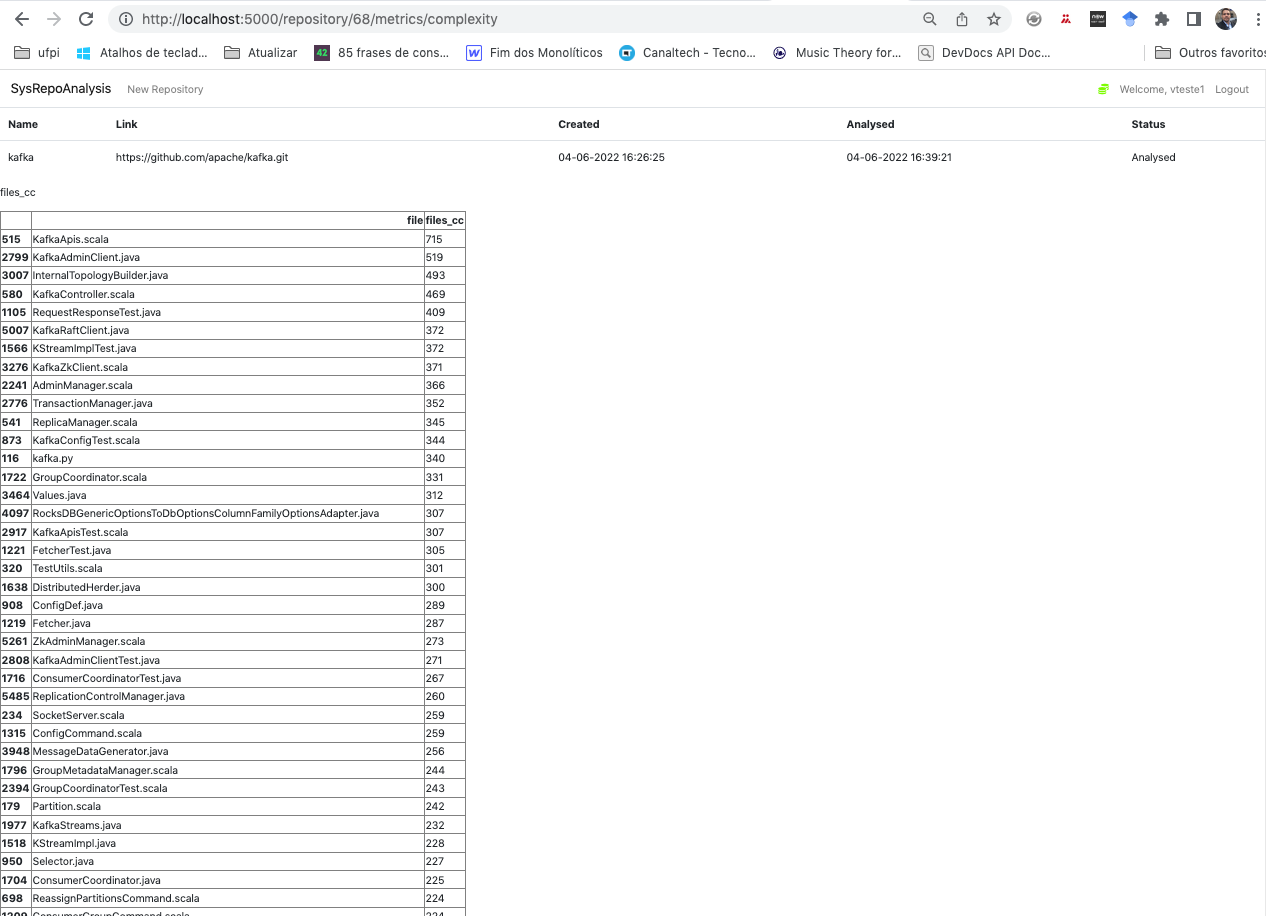 http://localhost:5000/repository/68/metrics/complexity
ufpi Atalhos de teclad... Atualizar 42 85 frases de cons... W Fim dos Monolíticos Canaltech - Tecno... Music Theory for... DevDocs API Doc... Outros favoritos
SysRepoAnalysis New Repository Welcome, vteste1 Logout
Name Link Created Analysed Status
kafka https://github.com/apache/kafka.git 04-06-2022 16:26:25 04-06-2022 16:39:21 Analysed
files_cc
file files_cc
515 KafkaApis.scala 715
2799 KafkaAdminClient.java 519
3007 InternalTopologyBuilder.java 493
580 KafkaController.scala 469
1105 RequestResponseTest.java 409
5007 KafkaRaftClient.java 372
1566 KStreamImplTest.java 372
3276 KafkaZkClient.scala 371
2241 AdminManager.scala 366
2776 TransactionManager.java 352
541 ReplicaManager.scala 345
873 KafkaConfigTest.scala 344
116 kafka.py 340
1722 GroupCoordinator.scala 331
3464 Values.java 312
4097 RocksDBGenericOptionsToDbOptionsColumnFamilyOptionsAdapter.java 307
2917 KafkaApisTest.scala 307
1221 FetcherTest.java 305
320 TestUtils.scala 301
1638 DistributedHerder.java 300
908 ConfigDef.java 289
1219 Fetcher.java 287
5261 ZkAdminManager.scala 273
2808 KafkaAdminClientTest.java 271
1716 ConsumerCoordinatorTest.java 267
5485 ReplicationControlManager.java 260
234 SocketServer.scala 259
1315 ConfigCommand.scala 259
3948 MessageDataGenerator.java 256
1796 GroupMetadataManager.scala 244
2394 GroupCoordinatorTest.scala 243
179 Partition.scala 242
1977 KafkaStreams.java 232
1518 KStreamImpl.java 228
950 Selector.java 227
1704 ConsumerCoordinator.java 225
698 ReassignPartitionsCommand.scala 224
1209 ConsumerGroupCommand.scala 224